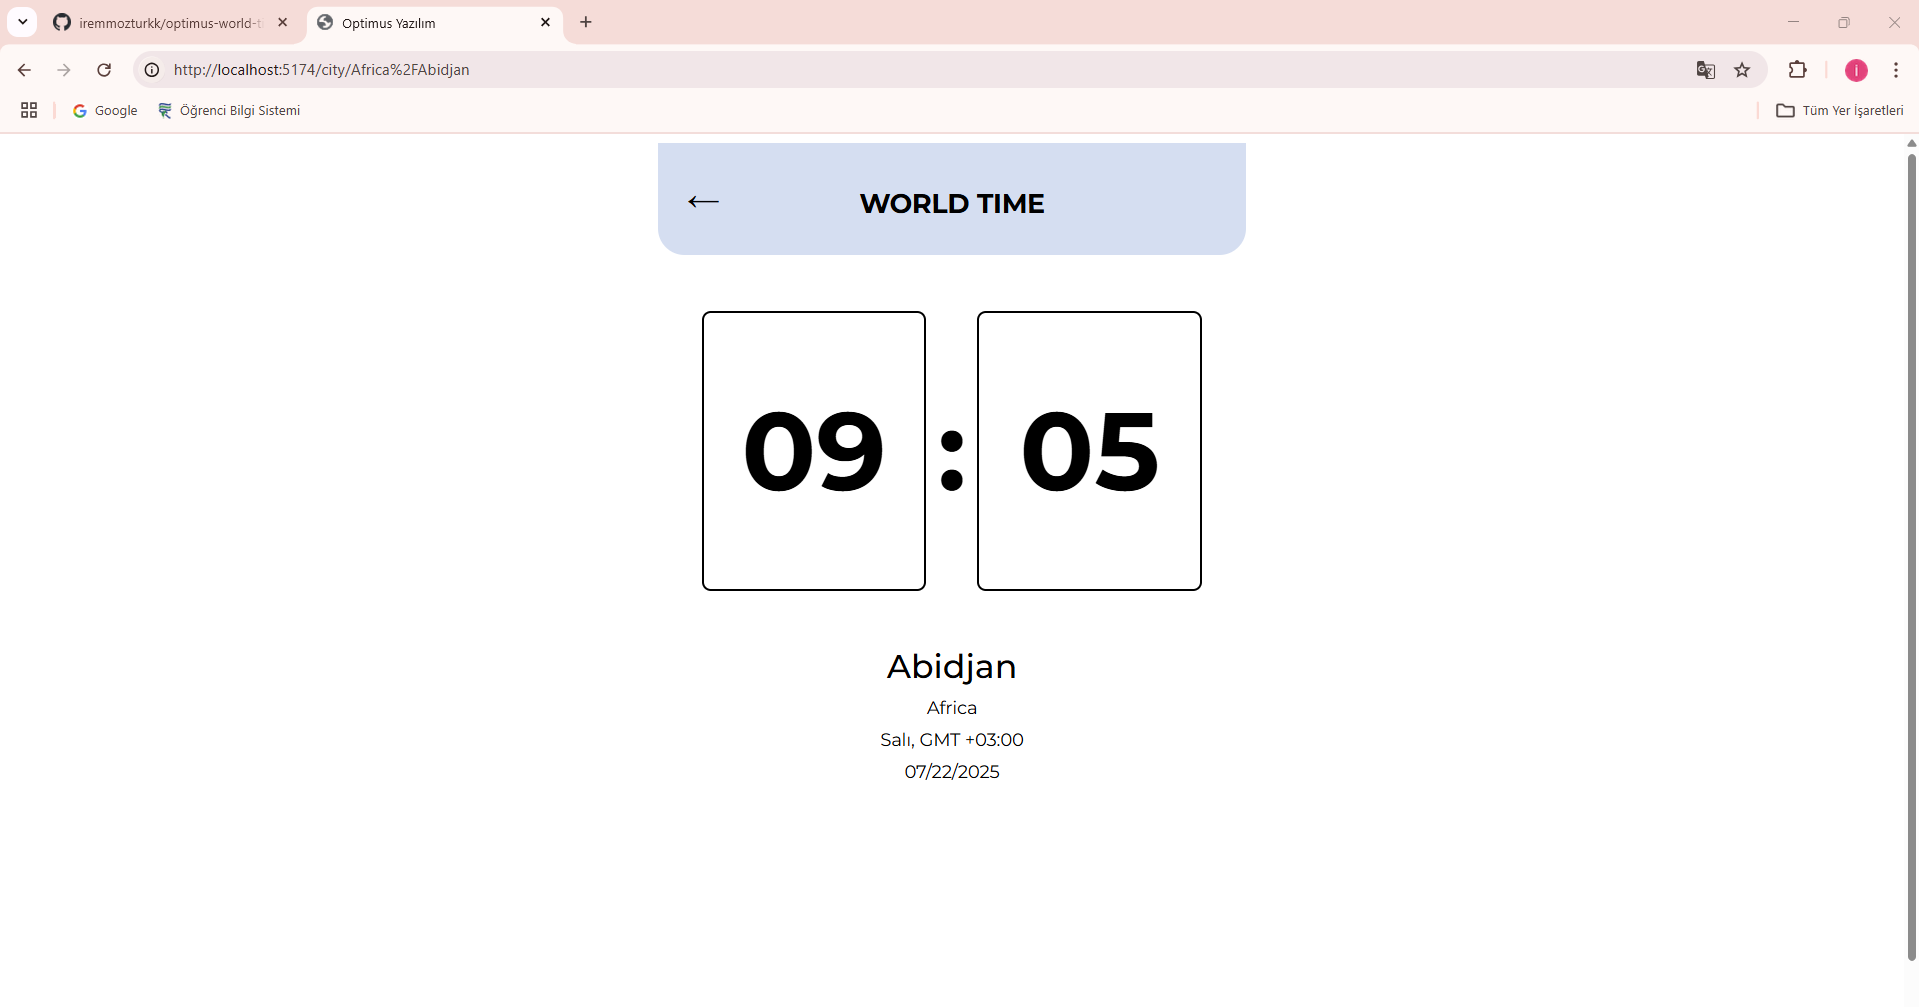 iremmozturkk/optimus-world-ti
Optimus Yazılım
http://localhost:5174/city/Africa%2FAbidjan
i
Google
Öğrenci Bilgi Sistemi
Tüm Yer İşaretleri
← WORLD TIME
09 : 05
Abidjan
Africa
Salı, GMT +03:00
07/22/2025